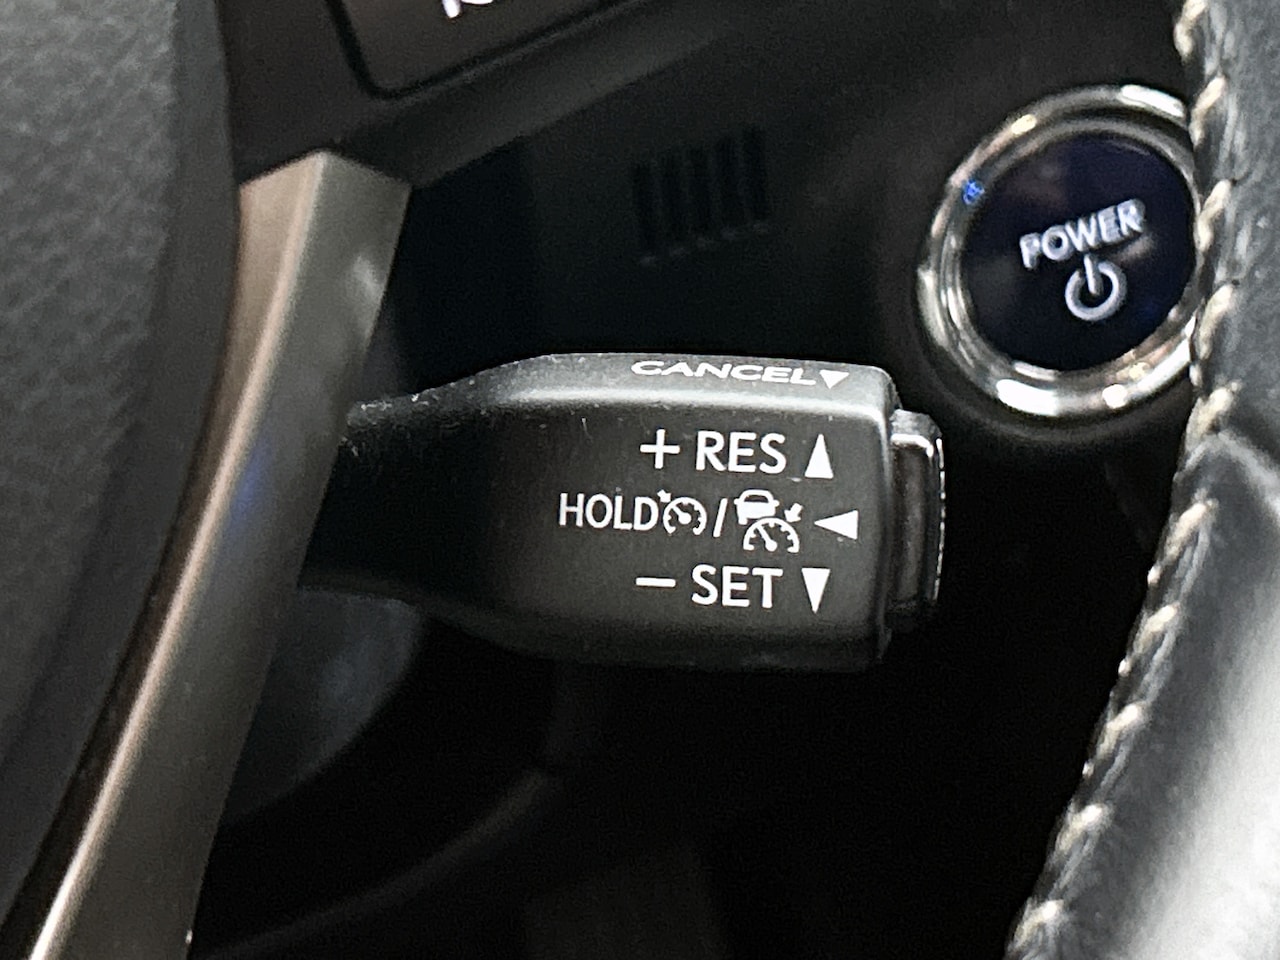 POWER
CANCEL▼
+ RES ▲
HOLD / ◀
− SET ▼